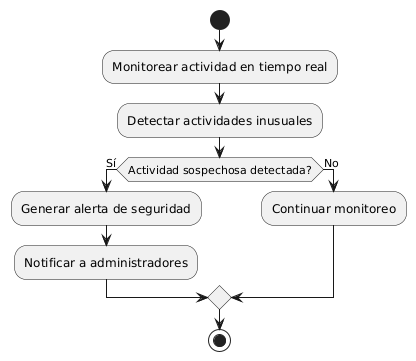 Monitorear actividad en tiempo real
Detectar actividades inusuales
Sí
Actividad sospechosa detectada?
No
Generar alerta de seguridad
Continuar monitoreo
Notificar a administradores